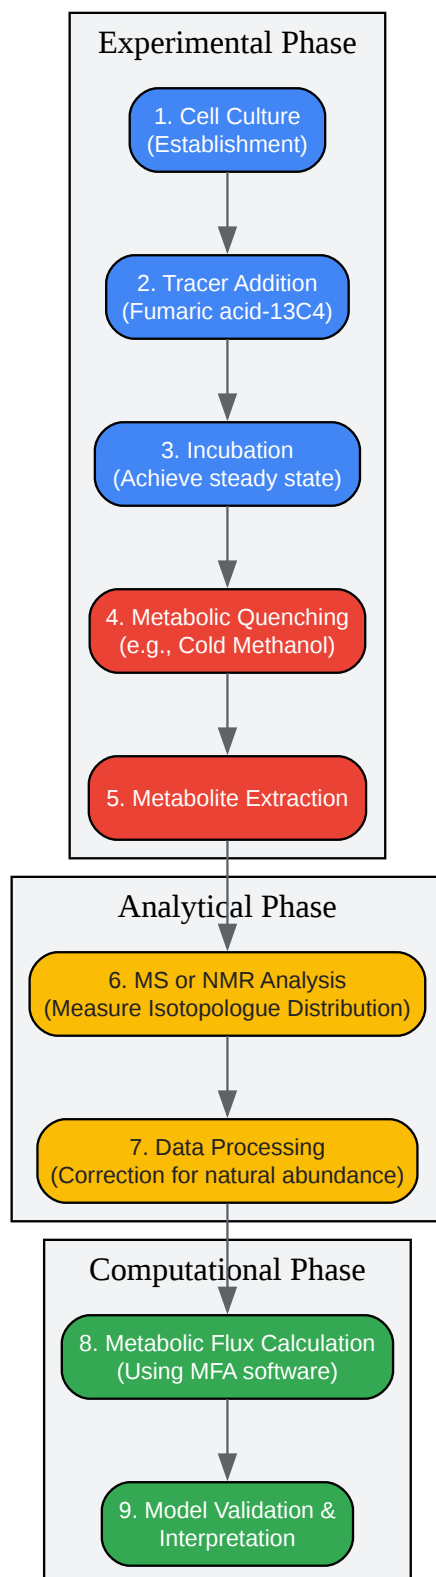 Experimental Phase
1. Cell Culture
(Establishment)
2. Tracer Addition
(Fumaric acid-13C4)
3. Incubation
(Achieve steady state)
4. Metabolic Quenching
(e.g., Cold Methanol)
5. Metabolite Extraction
Analytical Phase
6. MS or NMR Analysis
(Measure Isotopologue Distribution)
7. Data Processing
(Correction for natural abundance)
Computational Phase
8. Metabolic Flux Calculation
(Using MFA software)
9. Model Validation &
Interpretation